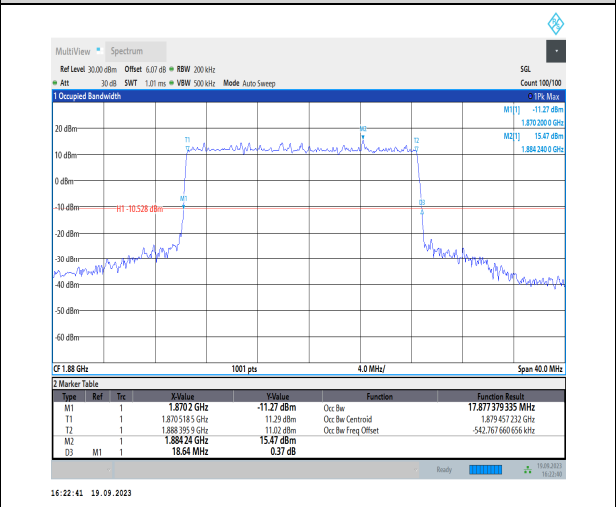 MultiView Spectrum
Ref Level 30.00 dBm Offset 6.07 dB RBW 200 kHz SGL
Att 30 dB SWT 1.01 ms VBW 500 kHz Mode Auto Sweep Count 100/100
1 Occupied Bandwidth 1Pk Max
M1[1] -11.27 dBm
1.870 200 0 GHz
M2[1] 15.47 dBm
1.884 240 0 GHz
20 dBm
M2
T1
T2
10 dBm
0 dBm
M1
D3
-10 dBm
H1 -10.528 dBm
-20 dBm
-30 dBm
-40 dBm
-50 dBm
-60 dBm
CF 1.88 GHz 1001 pts 4.0 MHz/ Span 40.0 MHz
2 Marker Table
Type Ref Trc X-Value Y-Value Function Function Result
M1 1 1.870 2 GHz -11.27 dBm Occ Bw 17.877 379 335 MHz
T1 1 1.870 518 5 GHz 11.29 dBm Occ Bw Centroid 1.879 457 232 GHz
T2 1 1.888 395 9 GHz 11.02 dBm Occ Bw Freq Offset -542.767 660 656 kHz
M2 1 1.884 24 GHz 15.47 dBm
D3 M1 1 18.64 MHz 0.37 dB
Ready 19.09.2023
16:22:40
16:22:41 19.09.2023